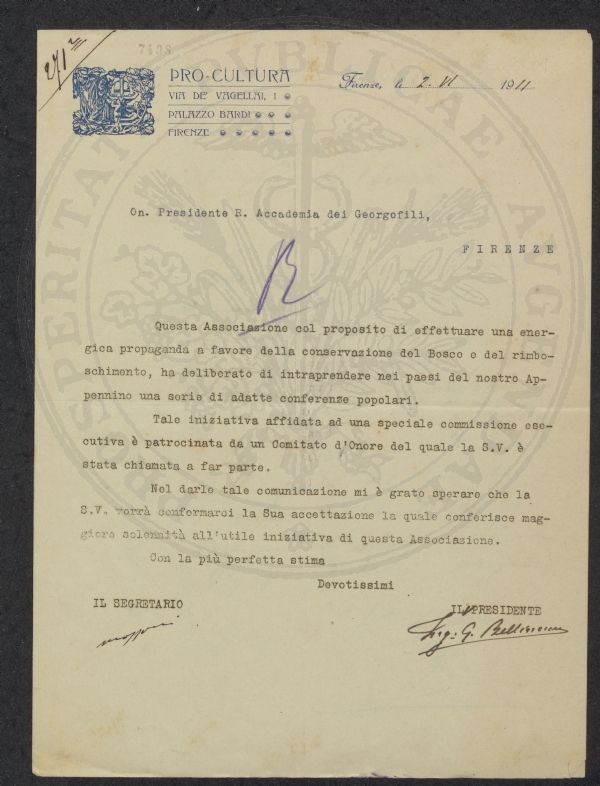 7493
271
PRO-CULTURA
VIA DE' VAGELLAI, 1
PALAZZO BARDI
FIRENZE
Firenze, li 2. VI 1911
On. Presidente R. Accademia dei Georgofili,
FIRENZE
R
Questa Associazione col proposito di effettuare una ener-
gica propaganda a favore della conservazione del Bosco e del rimbo-
schimento, ha deliberato di intraprendere nei paesi del nostro Ap-
pennino una serie di adatte conferenze popolari.
Tale iniziativa affidata ad una speciale commissione ese-
cutiva è patrocinata da un Comitato d'Onore del quale la S.V. è
stata chiamata a far parte.
Nel darle tale comunicazione mi è grato sperare che la
S.V. vorrà confermarci la Sua accettazione la quale conferisce mag-
giore solennità all'utile iniziativa di questa Associazione.
Con la più perfetta stima
Devotissimi
IL SEGRETARIO
IL PRESIDENTE
Ing. G.